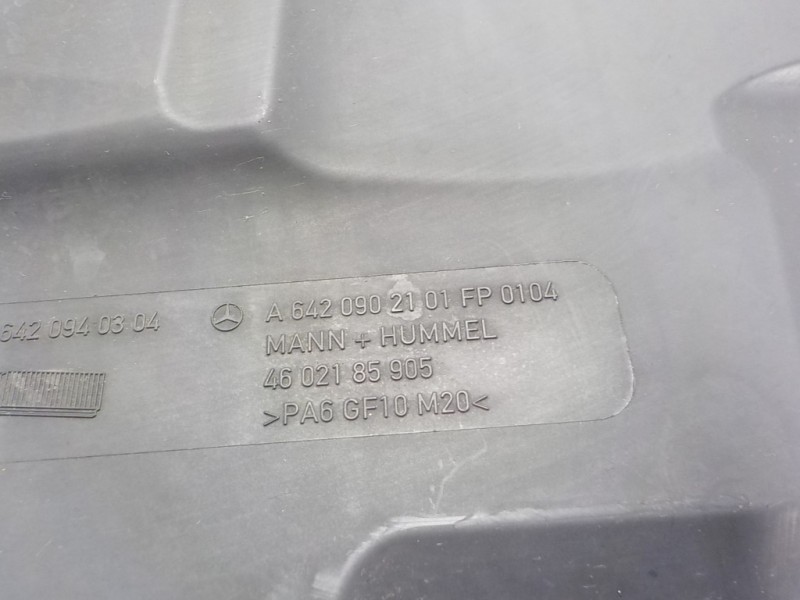 642 094 03 04
A 642 090 21 01 FP 0104
MANN + HUMMEL
46 021 85 905
>PA6 GF10 M20<